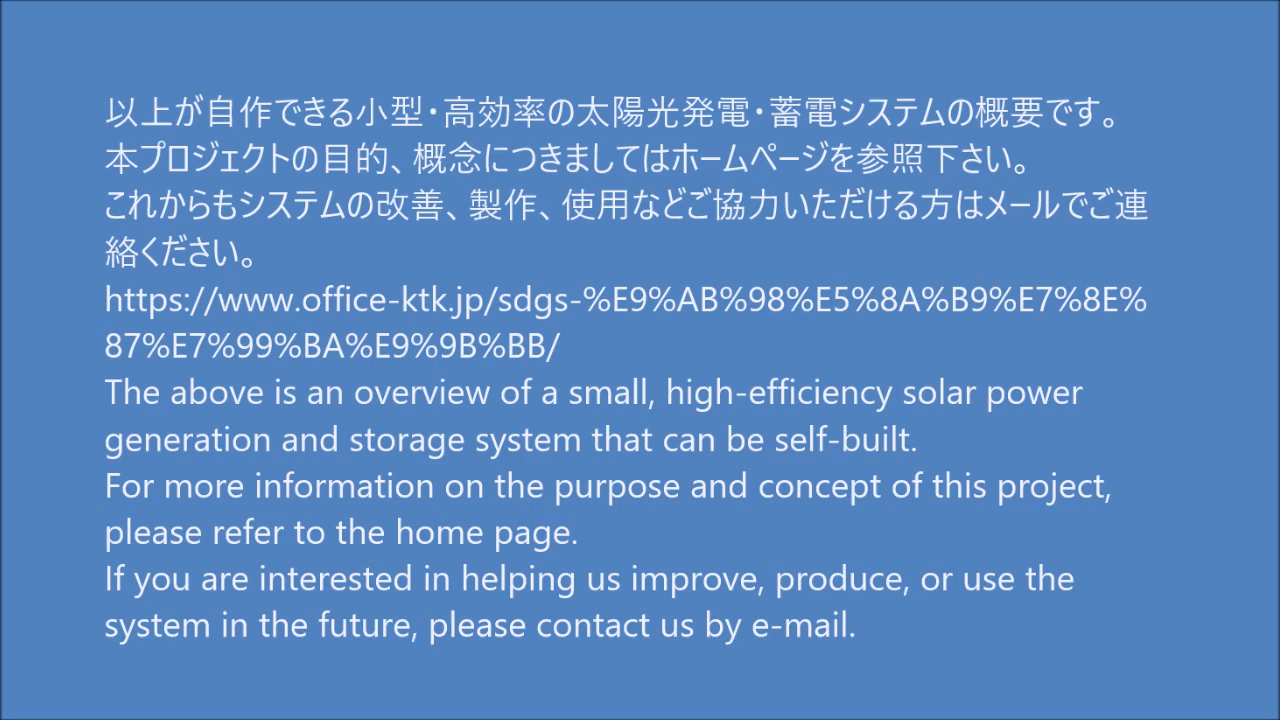 以上が自作できる小型・高効率の太陽光発電・蓄電システムの概要です。
本プロジェクトの目的、概念につきましてはホームページを参照下さい。
これからもシステムの改善、製作、使用などご協力いただける方はメールでご連
絡ください。
https://www.office-ktk.jp/sdgs-%E9%AB%98%E5%8A%B9%E7%8E%
87%E7%99%BA%E9%9B%BB/
The above is an overview of a small, high-efficiency solar power
generation and storage system that can be self-built.
For more information on the purpose and concept of this project,
please refer to the home page.
If you are interested in helping us improve, produce, or use the
system in the future, please contact us by e-mail.